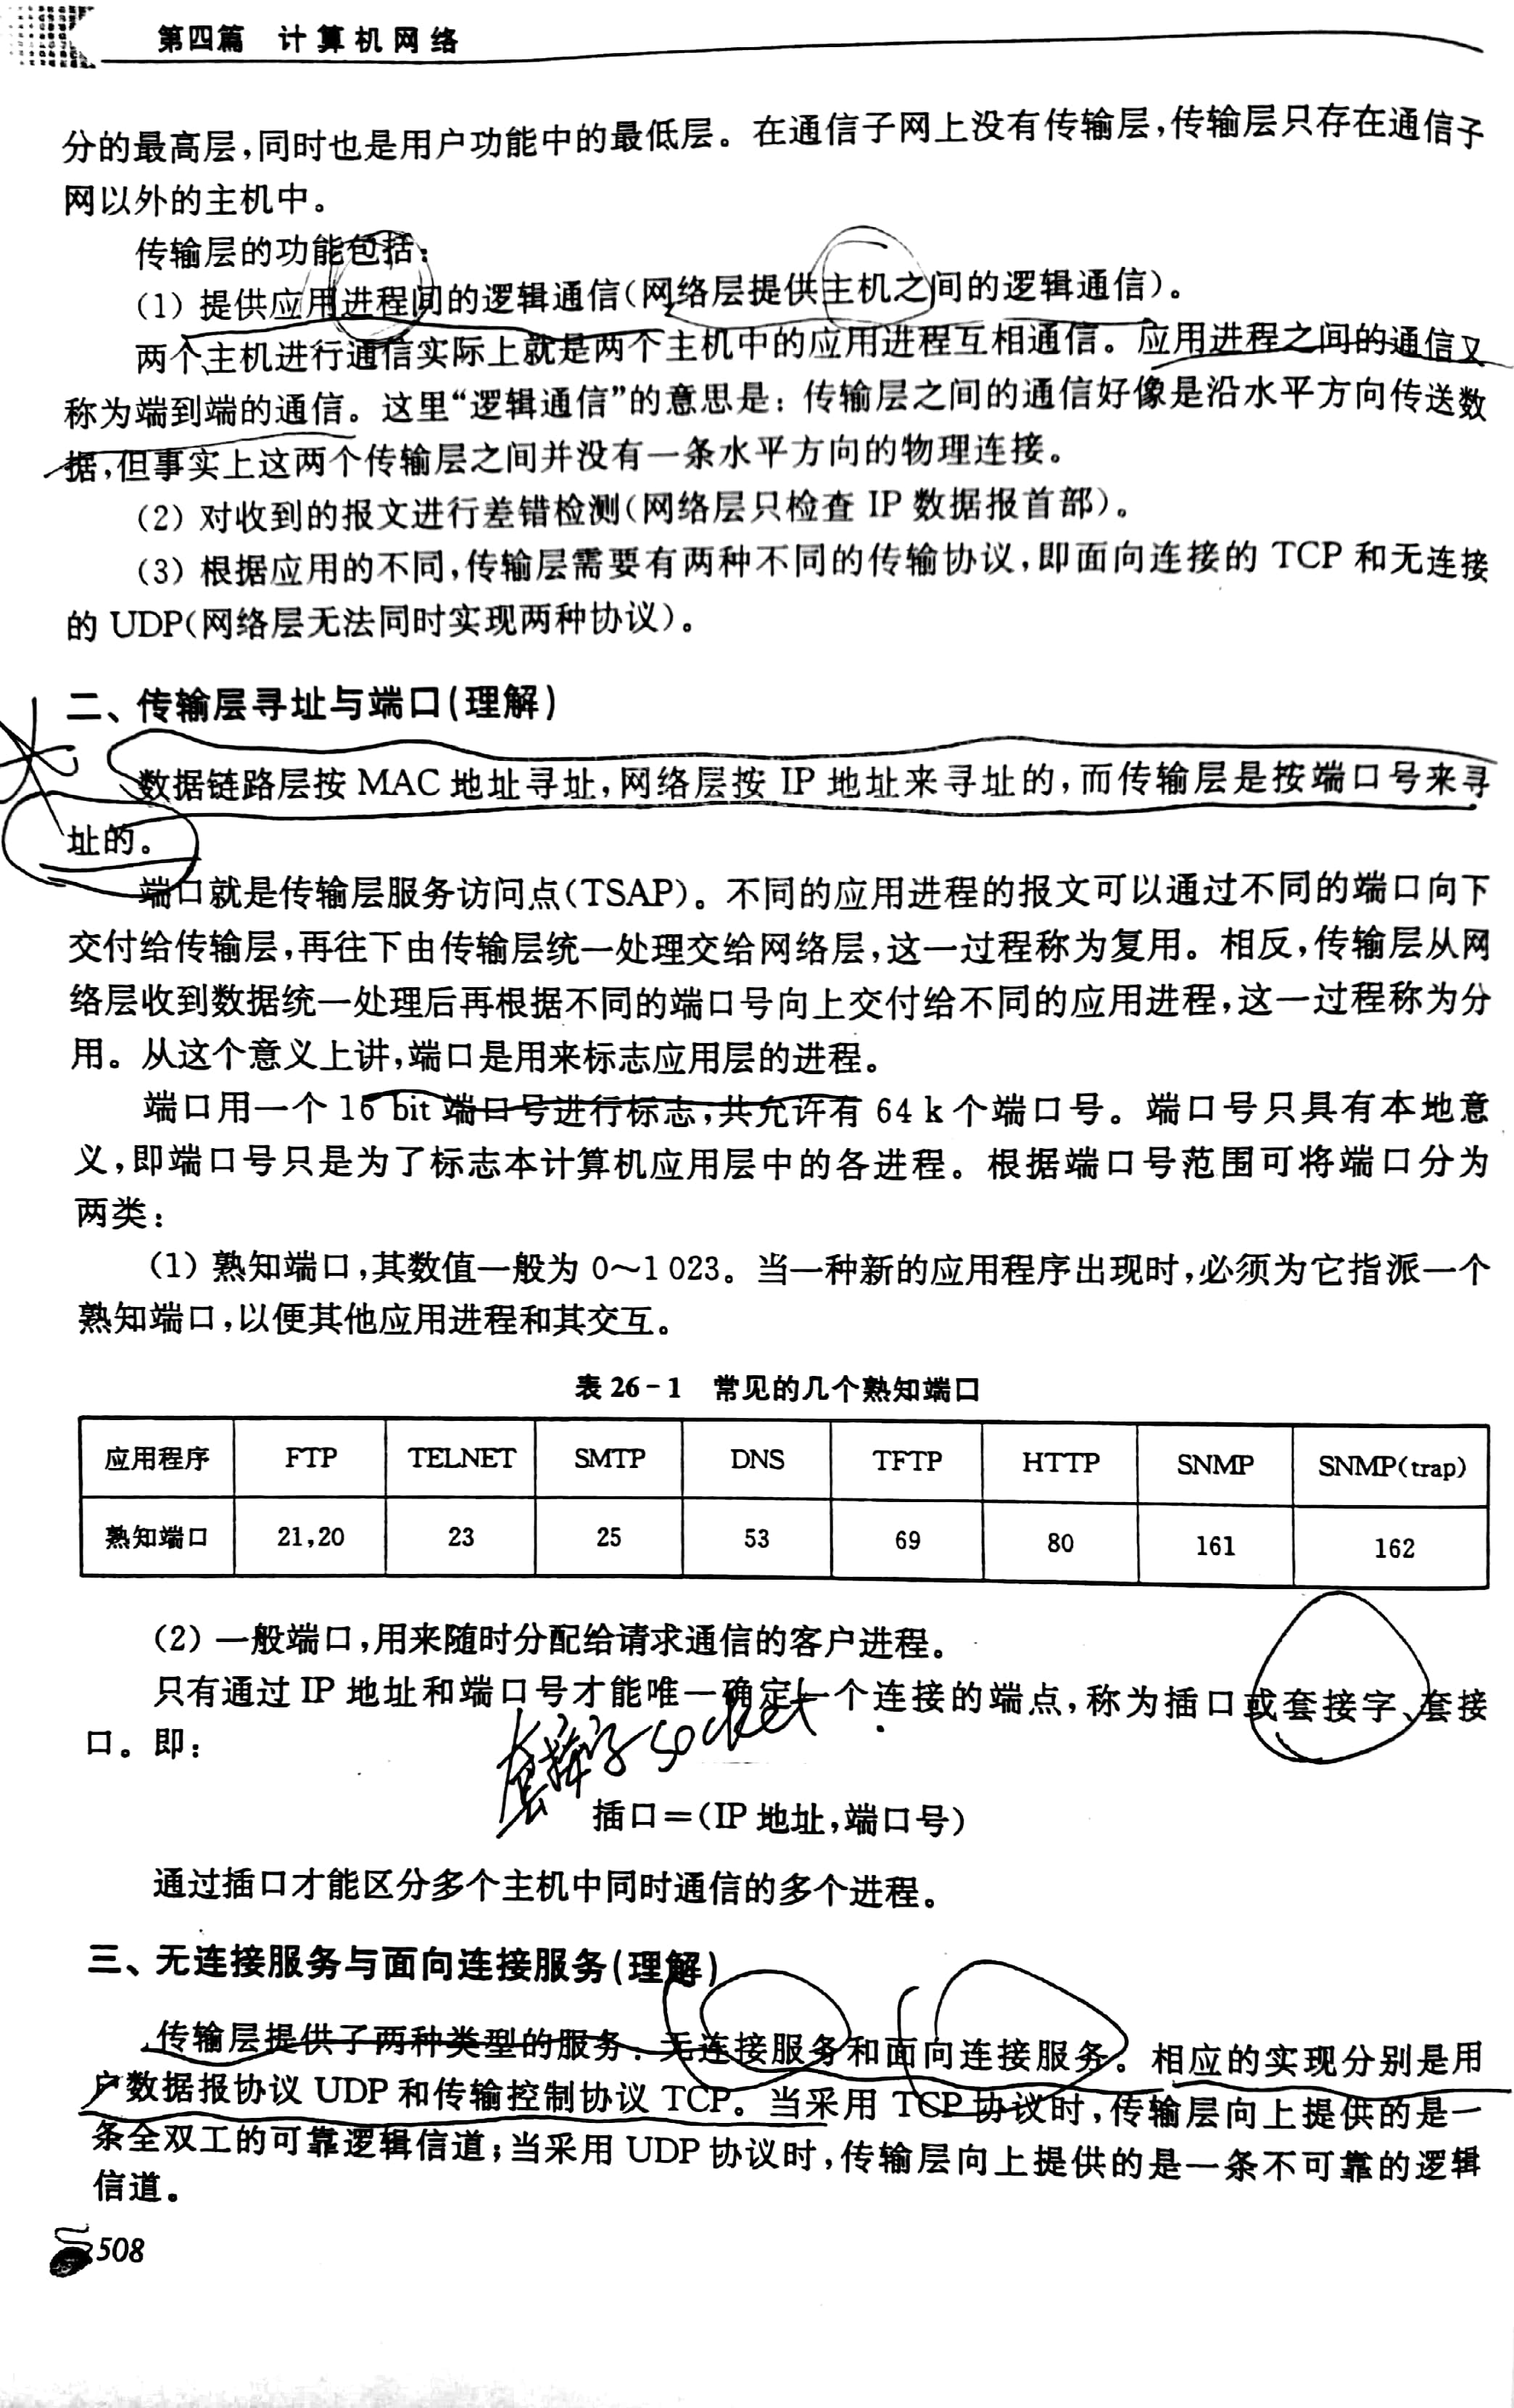 第四篇 计算机网络
分的最高层,同时也是用户功能中的最低层。在通信子网上没有传输层,传输层只存在通信子
网以外的主机中。
传输层的功能包括:
(1) 提供应用进程间的逻辑通信(网络层提供主机之间的逻辑通信)。
两个主机进行通信实际上就是两个主机中的应用进程互相通信。应用进程之间的通信又
称为端到端的通信。这里“逻辑通信”的意思是:传输层之间的通信好像是沿水平方向传送数
据,但事实上这两个传输层之间并没有一条水平方向的物理连接。
(2) 对收到的报文进行差错检测(网络层只检查 IP 数据报首部)。
(3) 根据应用的不同,传输层需要有两种不同的传输协议,即面向连接的 TCP 和无连接
的 UDP(网络层无法同时实现两种协议)。
二、传输层寻址与端口(理解)
数据链路层按 MAC 地址寻址,网络层按 IP 地址来寻址的,而传输层是按端口号来寻
址的。
端口就是传输层服务访问点(TSAP)。不同的应用进程的报文可以通过不同的端口向下
交付给传输层,再往下由传输层统一处理交给网络层,这一过程称为复用。相反,传输层从网
络层收到数据统一处理后再根据不同的端口号向上交付给不同的应用进程,这一过程称为分
用。从这个意义上讲,端口是用来标志应用层的进程。
端口用一个 16 bit 端口号进行标志,共允许有 64 k 个端口号。端口号只具有本地意
义,即端口号只是为了标志本计算机应用层中的各进程。根据端口号范围可将端口分为
两类:
(1) 熟知端口,其数值一般为 0~1 023。当一种新的应用程序出现时,必须为它指派一个
熟知端口,以便其他应用进程和其交互。
表 26-1 常见的几个熟知端口
应用程序 FTP TELNET SMTP DNS TFTP HTTP SNMP SNMP(trap)
熟知端口 21,20 23 25 53 69 80 161 162
(2) 一般端口,用来随时分配给请求通信的客户进程。
只有通过 IP 地址和端口号才能唯一确定一个连接的端点,称为插口或套接字、套接
口。即:
套接字 socket
插口=(IP 地址,端口号)
通过插口才能区分多个主机中同时通信的多个进程。
三、无连接服务与面向连接服务(理解)
传输层提供了两种类型的服务:无连接服务和面向连接服务。相应的实现分别是用
户数据报协议 UDP 和传输控制协议 TCP。当采用 TCP 协议时,传输层向上提供的是一
条全双工的可靠逻辑信道;当采用 UDP 协议时,传输层向上提供的是一条不可靠的逻辑
信道。
508